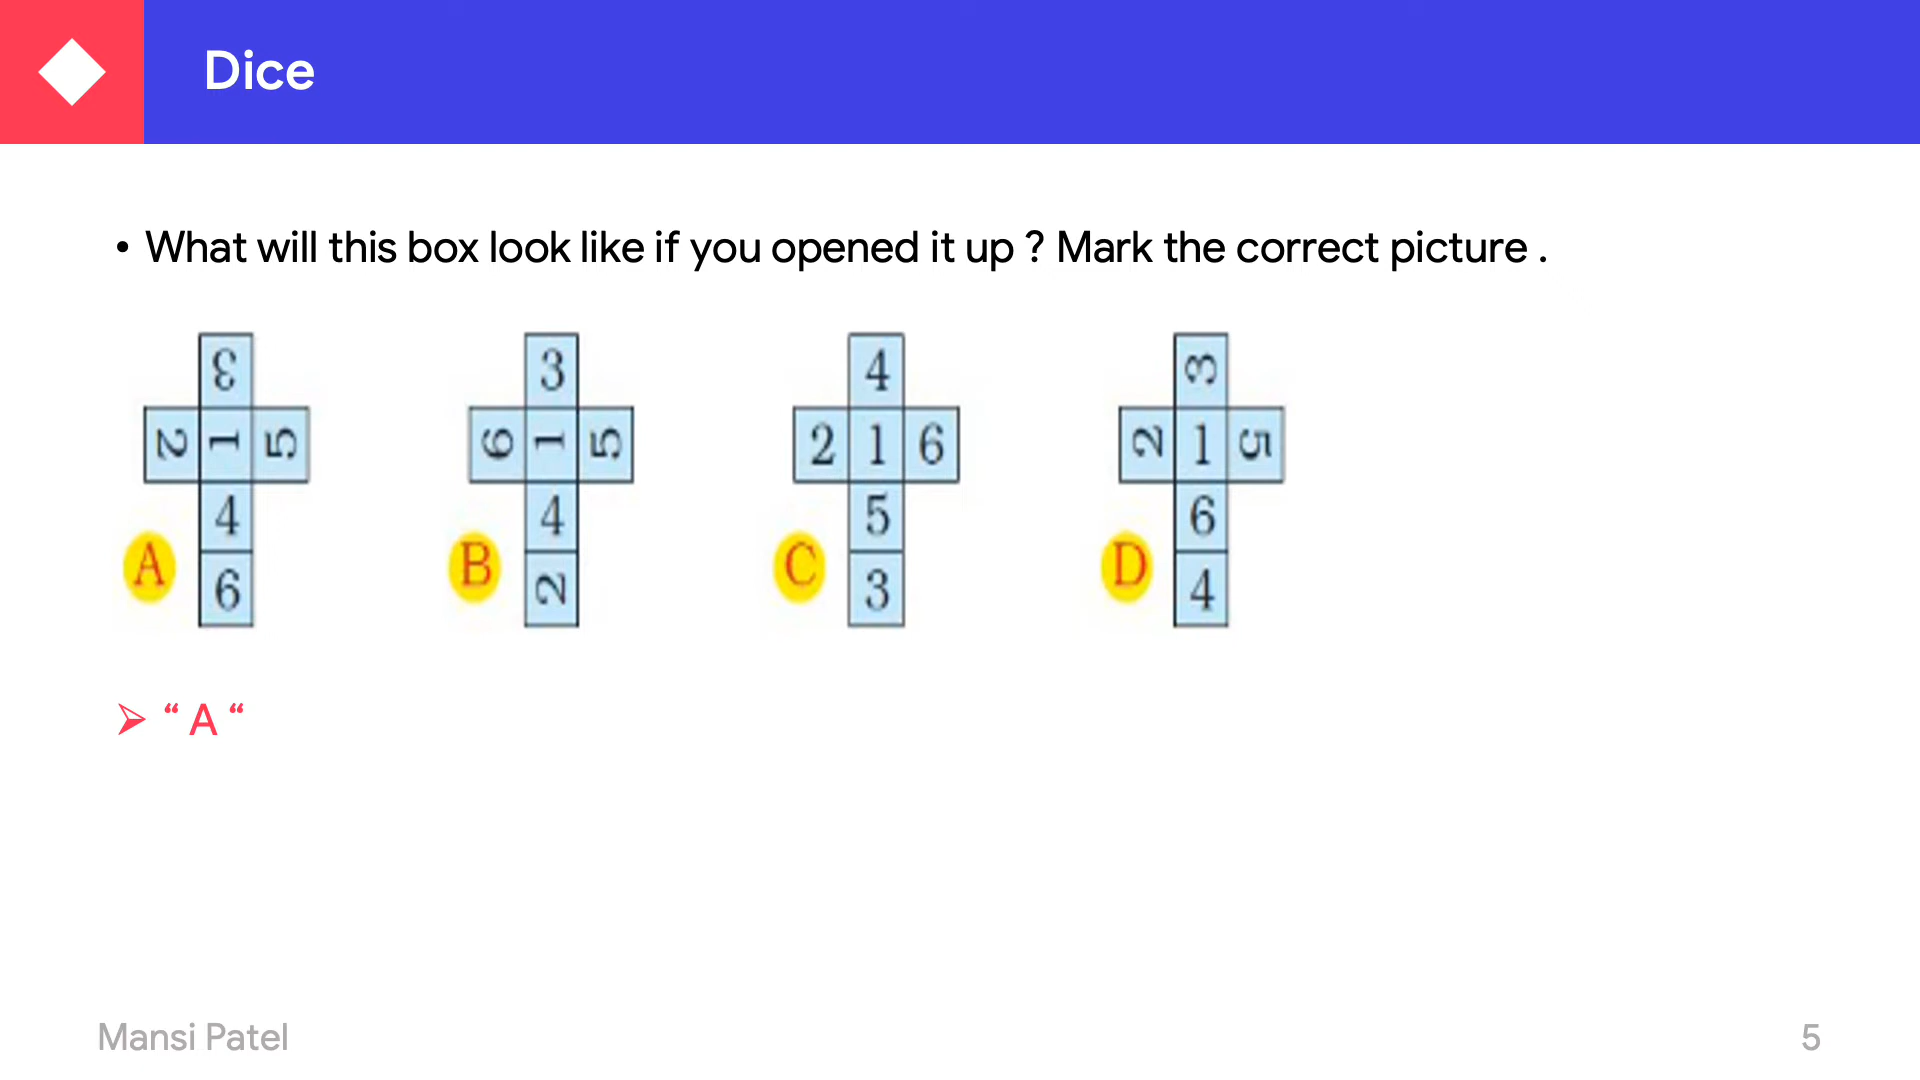 Dice
• What will this box look like if you opened it up ? Mark the correct picture .
3
2 1 5
4
6
A
3
6 1 5
4
2
B
4
2 1 6
5
3
C
3
2 1 5
6
4
D
➢ “ A “
Mansi Patel
5